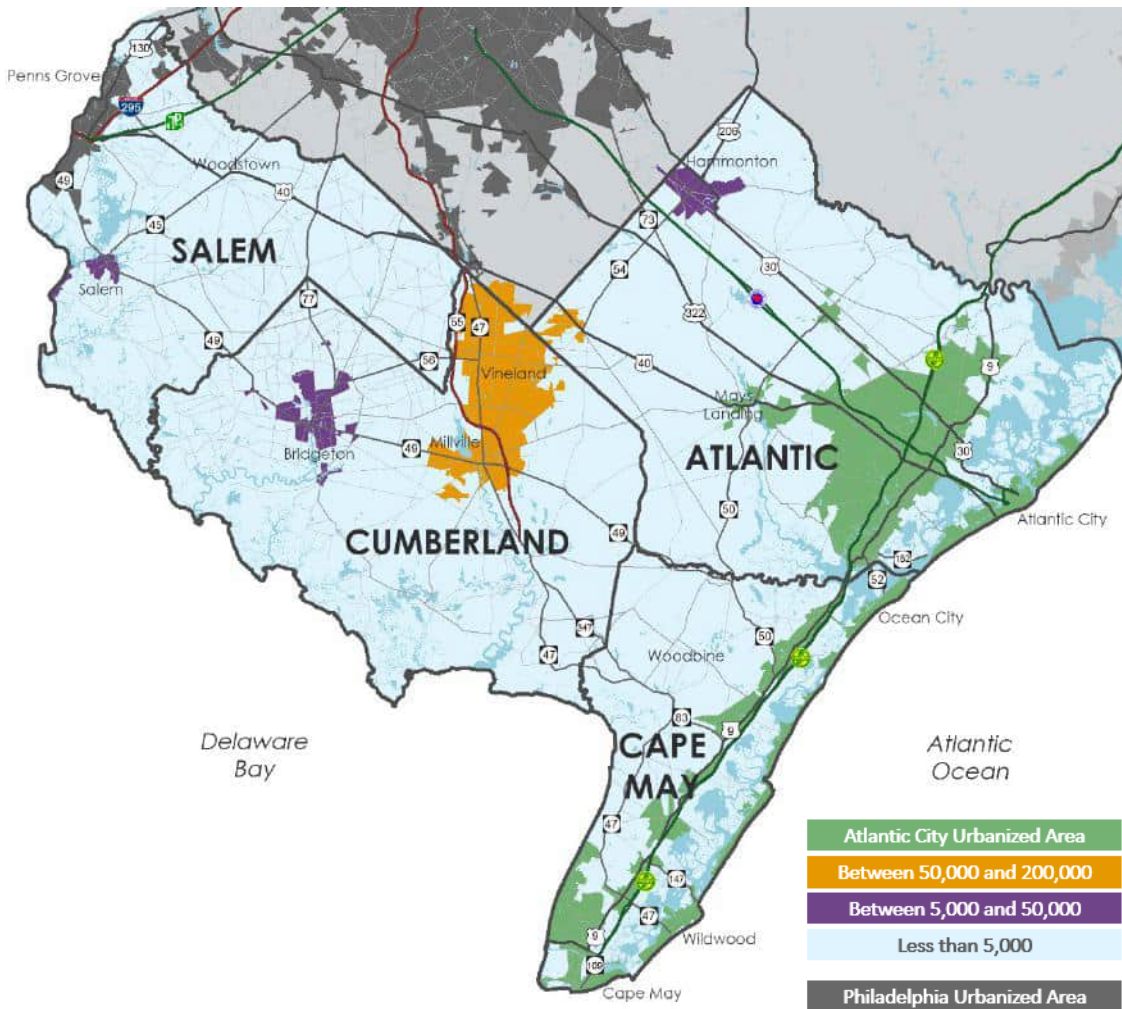 130
Penns Grove
295
206
Woodstown
Hammonton
49
40
73
45
SALEM
54
30
Salem
77
322
55
47
49
56
40
9
Vineland
Mays
Landing
Millville
49
Bridgeton
ATLANTIC
30
50
Atlantic City
CUMBERLAND
49
152
52
Ocean City
347
50
47
Woodbine
83
9
Delaware
Bay
CAPE
MAY
Atlantic
Ocean
47
Atlantic City Urbanized Area
Between 50,000 and 200,000
147
Between 5,000 and 50,000
47
9
Wildwood
Less than 5,000
109
Cape May
Philadelphia Urbanized Area